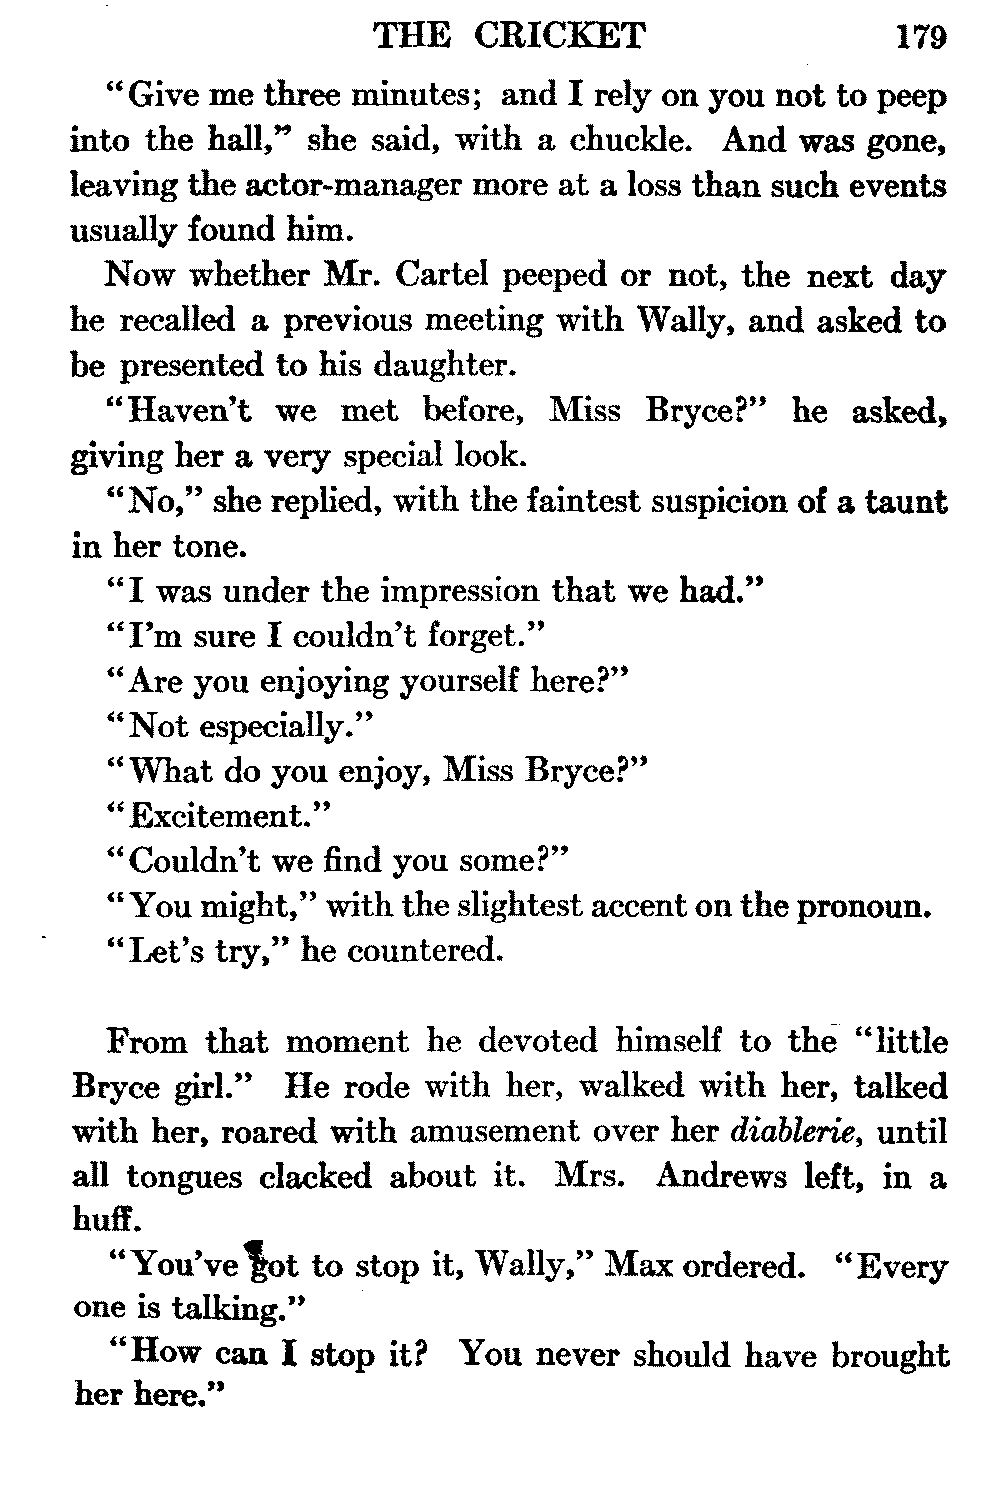 THE CRICKET 179
"Give me three minutes; and I rely on you not to peep
into the hall," she said, with a chuckle. And was gone,
leaving the actor-manager more at a loss than such events
usually found him.
Now whether Mr. Cartel peeped or not, the next day
he recalled a previous meeting with Wally, and asked to
be presented to his daughter.
"Haven't we met before, Miss Bryce?" he asked,
giving her a very special look.
"No," she replied, with the faintest suspicion of a taunt
in her tone.
"I was under the impression that we had."
"I'm sure I couldn't forget."
"Are you enjoying yourself here?"
"Not especially."
"What do you enjoy, Miss Bryce?"
"Excitement."
"Couldn't we find you some?"
"You might," with the slightest accent on the pronoun.
"Let's try," he countered.
From that moment he devoted himself to the "little
Bryce girl." He rode with her, walked with her, talked
with her, roared with amusement over her diablerie, until
all tongues clacked about it. Mrs. Andrews left, in a
huff.
"You've got to stop it, Wally," Max ordered. "Every
one is talking."
"How can I stop it? You never should have brought
her here."